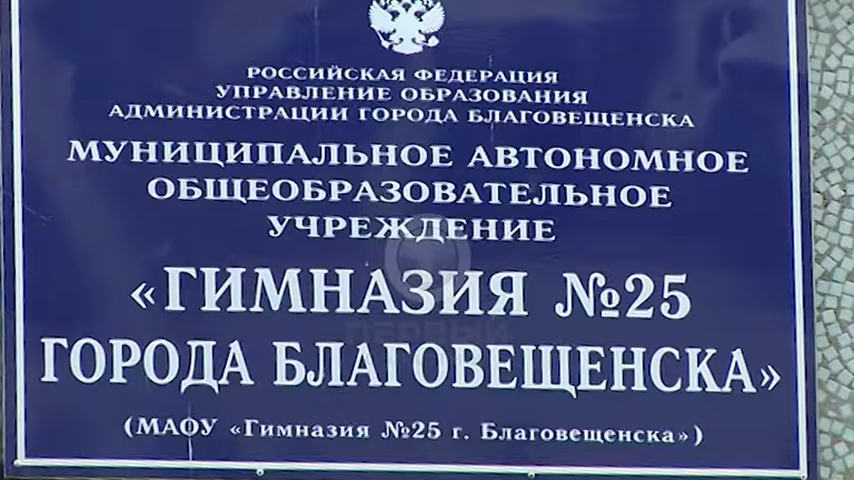 РОССИЙСКАЯ ФЕДЕРАЦИЯ
УПРАВЛЕНИЕ ОБРАЗОВАНИЯ
АДМИНИСТРАЦИИ ГОРОДА БЛАГОВЕЩЕНСКА
МУНИЦИПАЛЬНОЕ АВТОНОМНОЕ
ОБЩЕОБРАЗОВАТЕЛЬНОЕ
УЧРЕЖДЕНИЕ
«ГИМНАЗИЯ №25
ПЕРВЫЙ
ГОРОДА БЛАГОВЕЩЕНСКА»
(МАОУ «Гимназия №25 г. Благовещенска»)